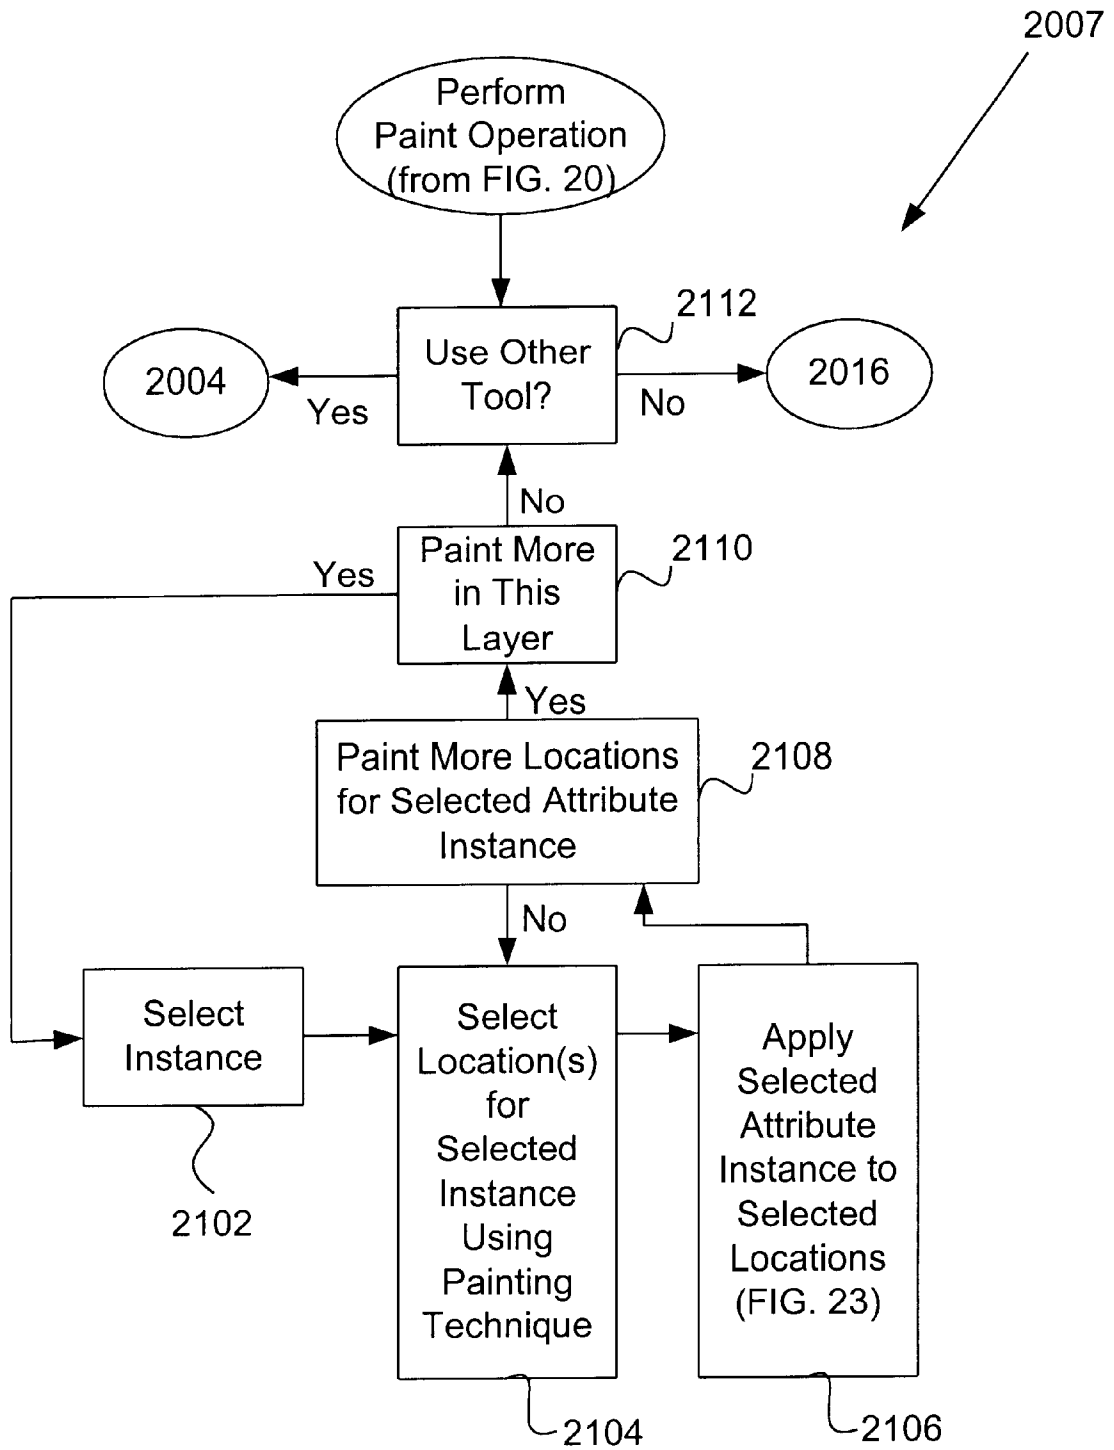 2007
Perform
Paint Operation
(from FIG. 20)
2112
Use Other
Tool?
2004
Yes
2016
No
No
2110
Paint More
in This
Layer
Yes
Yes
2108
Paint More Locations
for Selected Attribute
Instance
No
Select
Instance
2102
Select
Location(s)
for
Selected
Instance
Using
Painting
Technique
2104
Apply
Selected
Attribute
Instance to
Selected
Locations
(FIG. 23)
2106